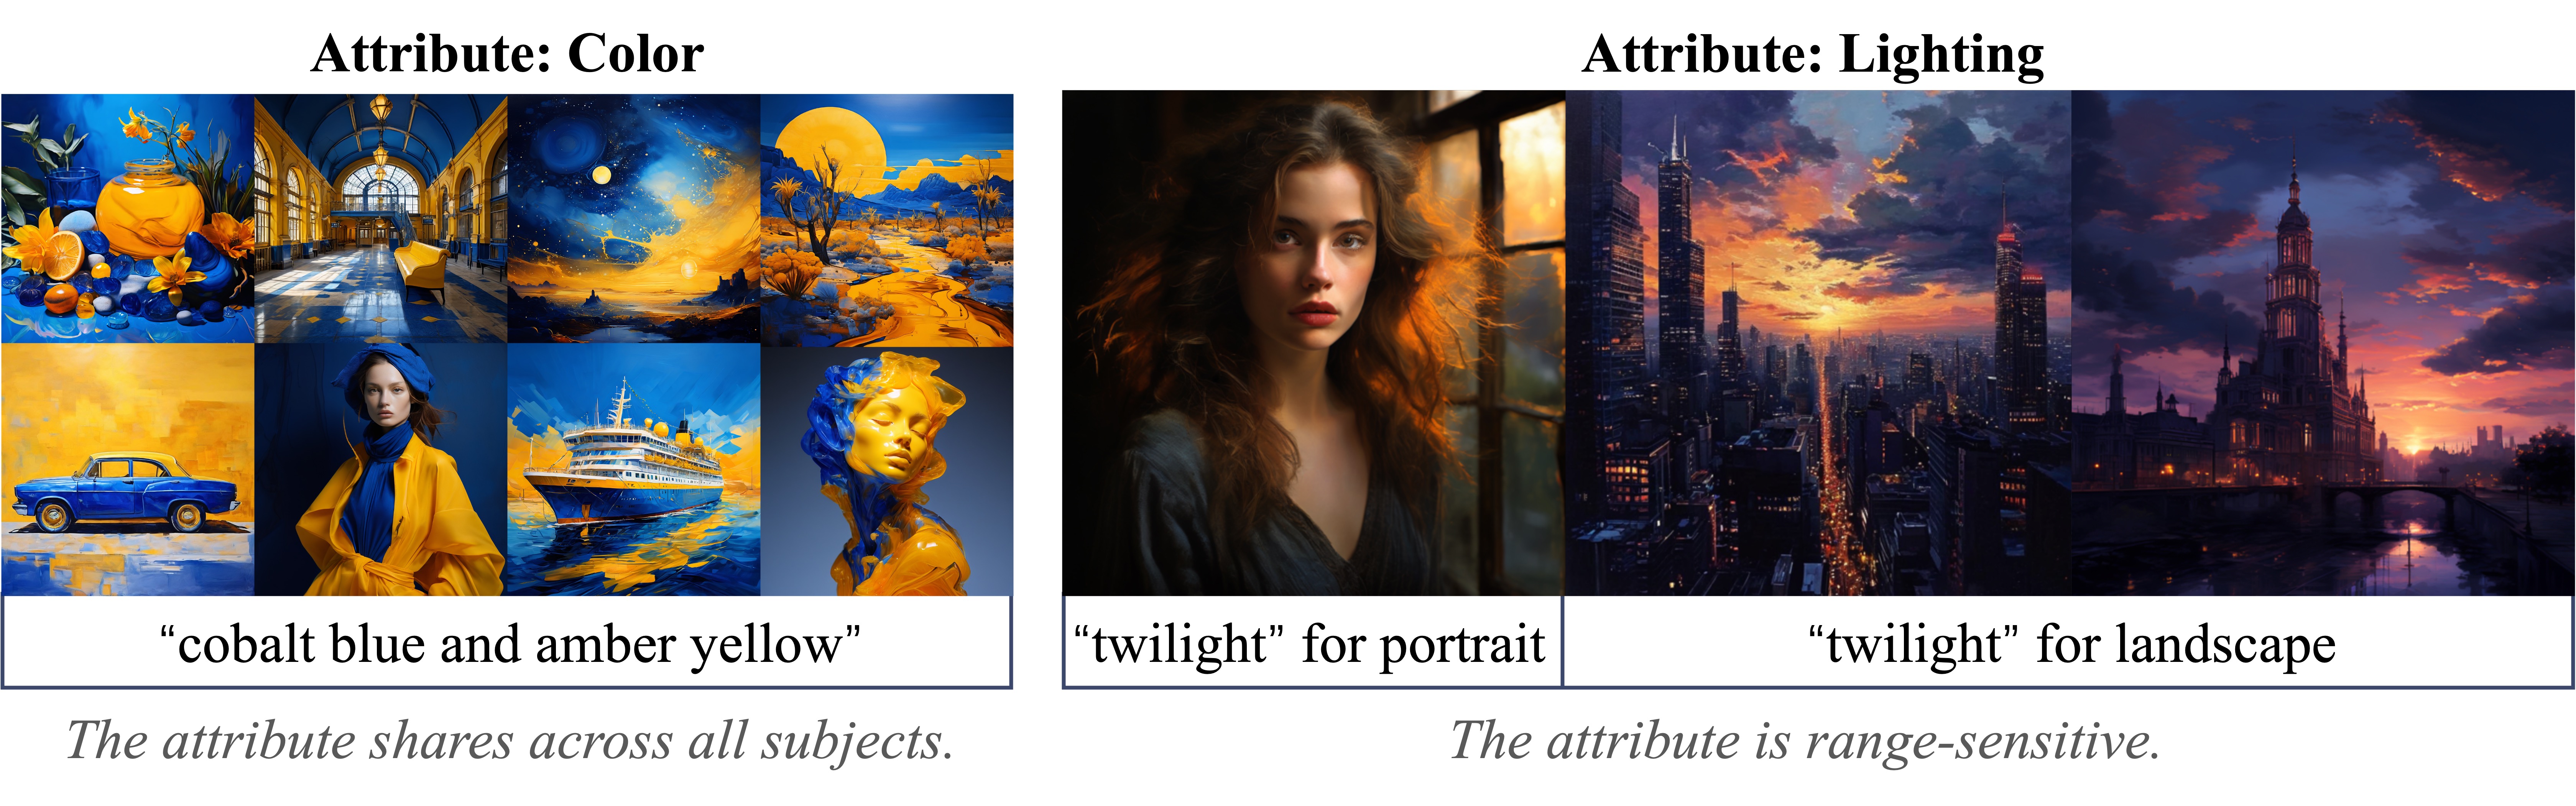 Attribute: Color
“cobalt blue and amber yellow”
The attribute shares across all subjects.
Attribute: Lighting
“twilight” for portrait
“twilight” for landscape
The attribute is range-sensitive.